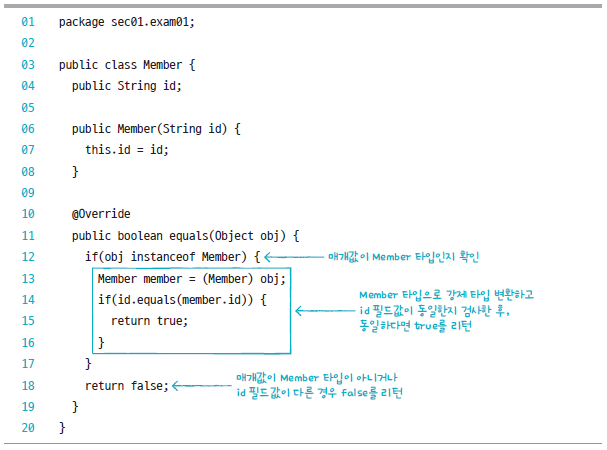 01 package sec01.exam01;
02
03 public class Member {
04 public String id;
05
06 public Member(String id) {
07 this.id = id;
08 }
09
10 @Override
11 public boolean equals(Object obj) {
12 if(obj instanceof Member) { 매개값이 Member 타입인지 확인
13 Member member = (Member) obj;
14 if(id.equals(member.id)) {
15 return true;
16 }
Member 타입으로 강제 타입 변환하고
id 필드값이 동일한지 검사한 후,
동일하다면 true를 리턴
17 }
18 return false;
매개값이 Member 타입이 아니거나
id 필드값이 다른 경우 false를 리턴
19 }
20 }